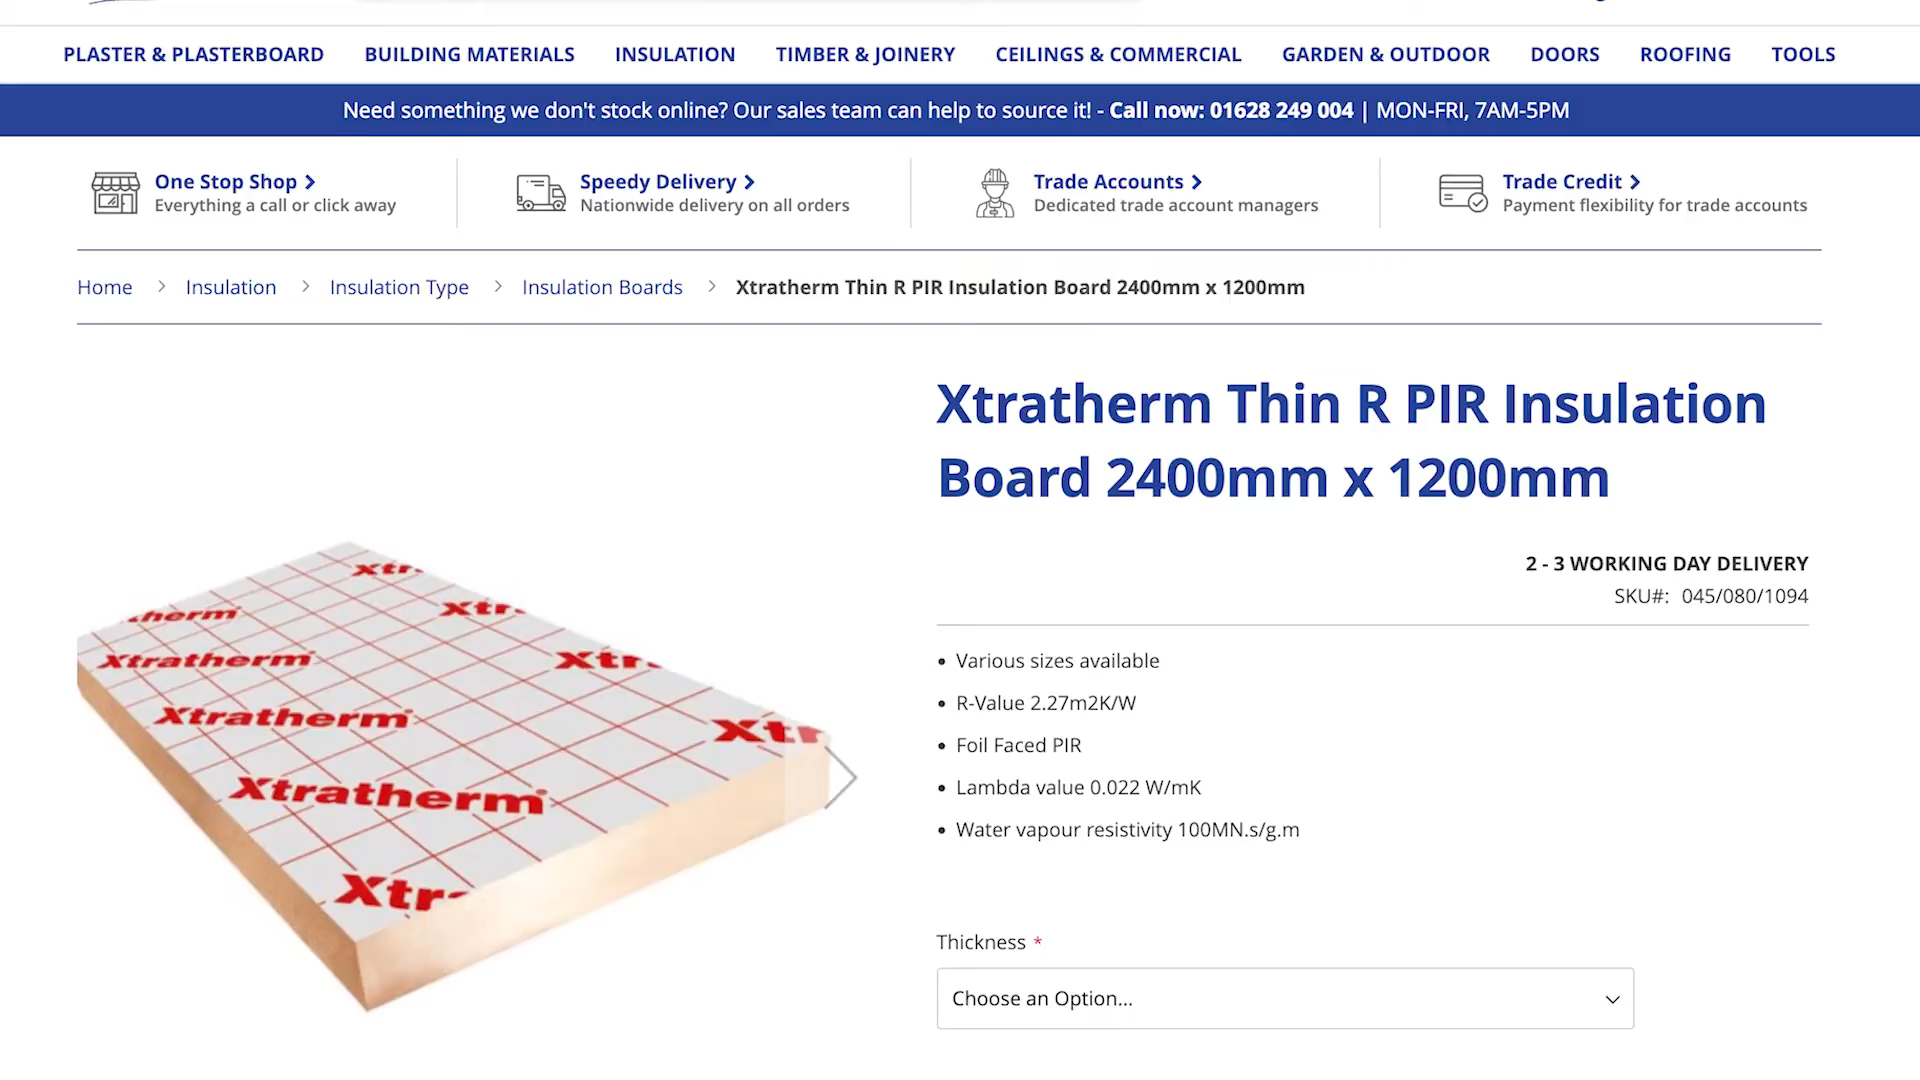 PLASTER & PLASTERBOARD BUILDING MATERIALS INSULATION TIMBER & JOINERY CEILINGS & COMMERCIAL GARDEN & OUTDOOR DOORS ROOFING TOOLS
Need something we don't stock online? Our sales team can help to source it! - Call now: 01628 249 004 | MON-FRI, 7AM-5PM
One Stop Shop
Everything a call or click away
Speedy Delivery
Nationwide delivery on all orders
Trade Accounts
Dedicated trade account managers
Trade Credit
Payment flexibility for trade accounts
Home > Insulation > Insulation Type > Insulation Boards > Xtratherm Thin R PIR Insulation Board 2400mm x 1200mm
Xtratherm Thin R PIR Insulation
Board 2400mm x 1200mm
2 - 3 WORKING DAY DELIVERY
SKU#: 045/080/1094
• Various sizes available
• R-Value 2.27m2K/W
• Foil Faced PIR
• Lambda value 0.022 W/mK
• Water vapour resistivity 100MN.s/g.m
Thickness *
Choose an Option...
Xtr
Xtr
therm
Xtratherm
Xtr
Xtratherm
Xtr
Xtratherm
Xtr